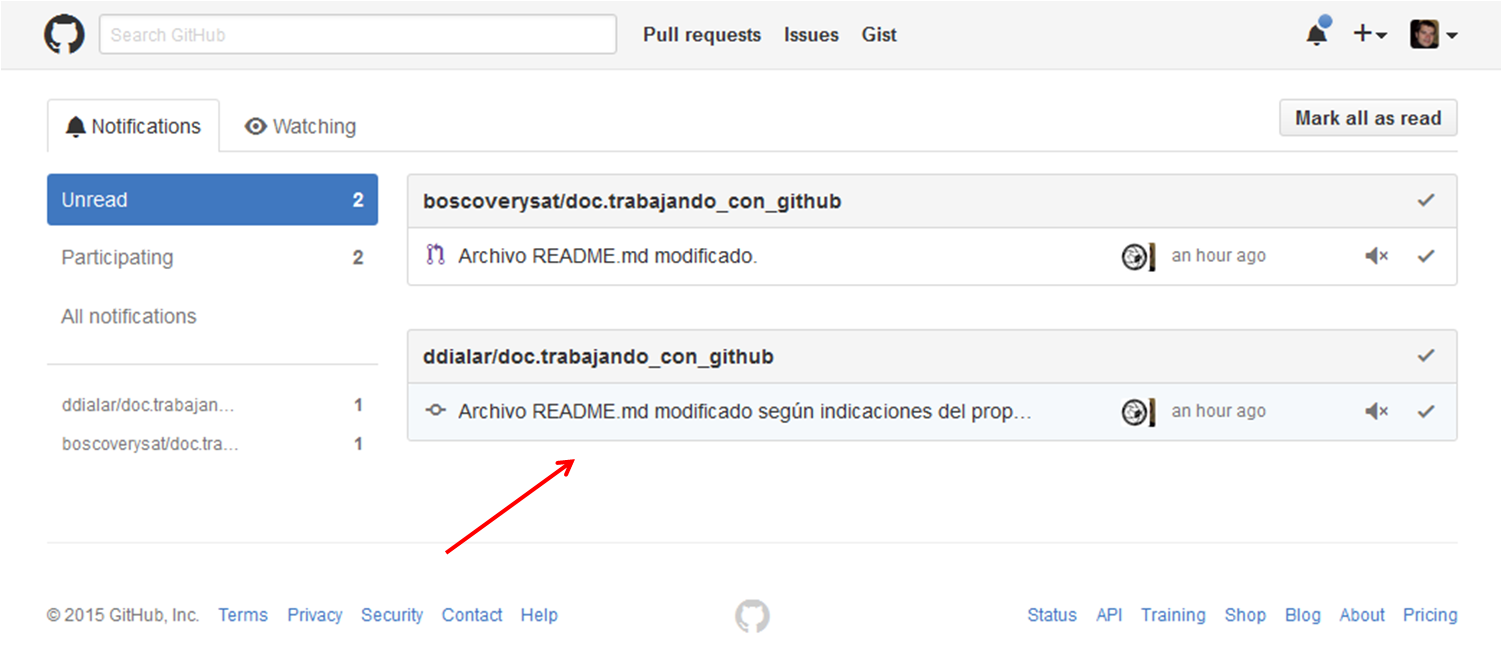 Search GitHub
Pull requests Issues Gist
Notifications Watching
Mark all as read
Unread 2
Participating 2
All notifications
ddialar/doc.trabajan... 1
boscoverysat/doc.tra... 1
boscoverysat/doc.trabajando_con_github
Archivo README.md modificado. an hour ago
ddialar/doc.trabajando_con_github
Archivo README.md modificado según indicaciones del prop... an hour ago
© 2015 GitHub, Inc. Terms Privacy Security Contact Help Status API Training Shop Blog About Pricing